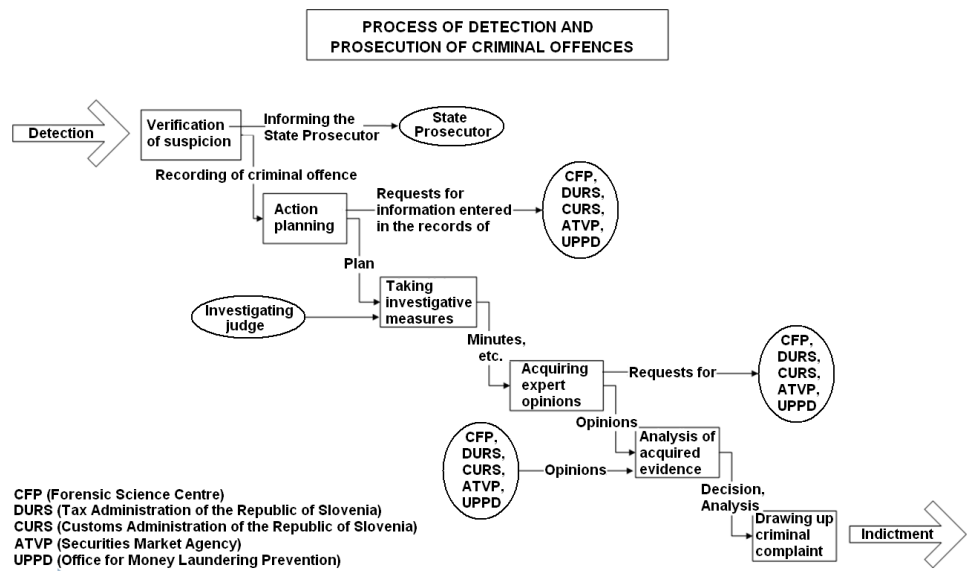 PROCESS OF DETECTION AND
PROSECUTION OF CRIMINAL OFFENCES
Detection
Verification
of suspicion
Informing the
State Prosecutor
State
Prosecutor
Recording of criminal offence
Action
planning
Requests for
information entered
in the records of
CFP,
DURS,
CURS,
ATVP,
UPPD
Plan
Taking
investigative
measures
Investigating
judge
Minutes,
etc.
Acquiring
expert
opinions
Requests for
CFP,
DURS,
CURS,
ATVP,
UPPD
Opinions
Analysis of
acquired
evidence
CFP,
DURS,
CURS,
ATVP,
UPPD
Opinions
Decision,
Analysis
Drawing up
criminal
complaint
Indictment
CFP (Forensic Science Centre)
DURS (Tax Administration of the Republic of Slovenia)
CURS (Customs Administration of the Republic of Slovenia)
ATVP (Securities Market Agency)
UPPD (Office for Money Laundering Prevention)